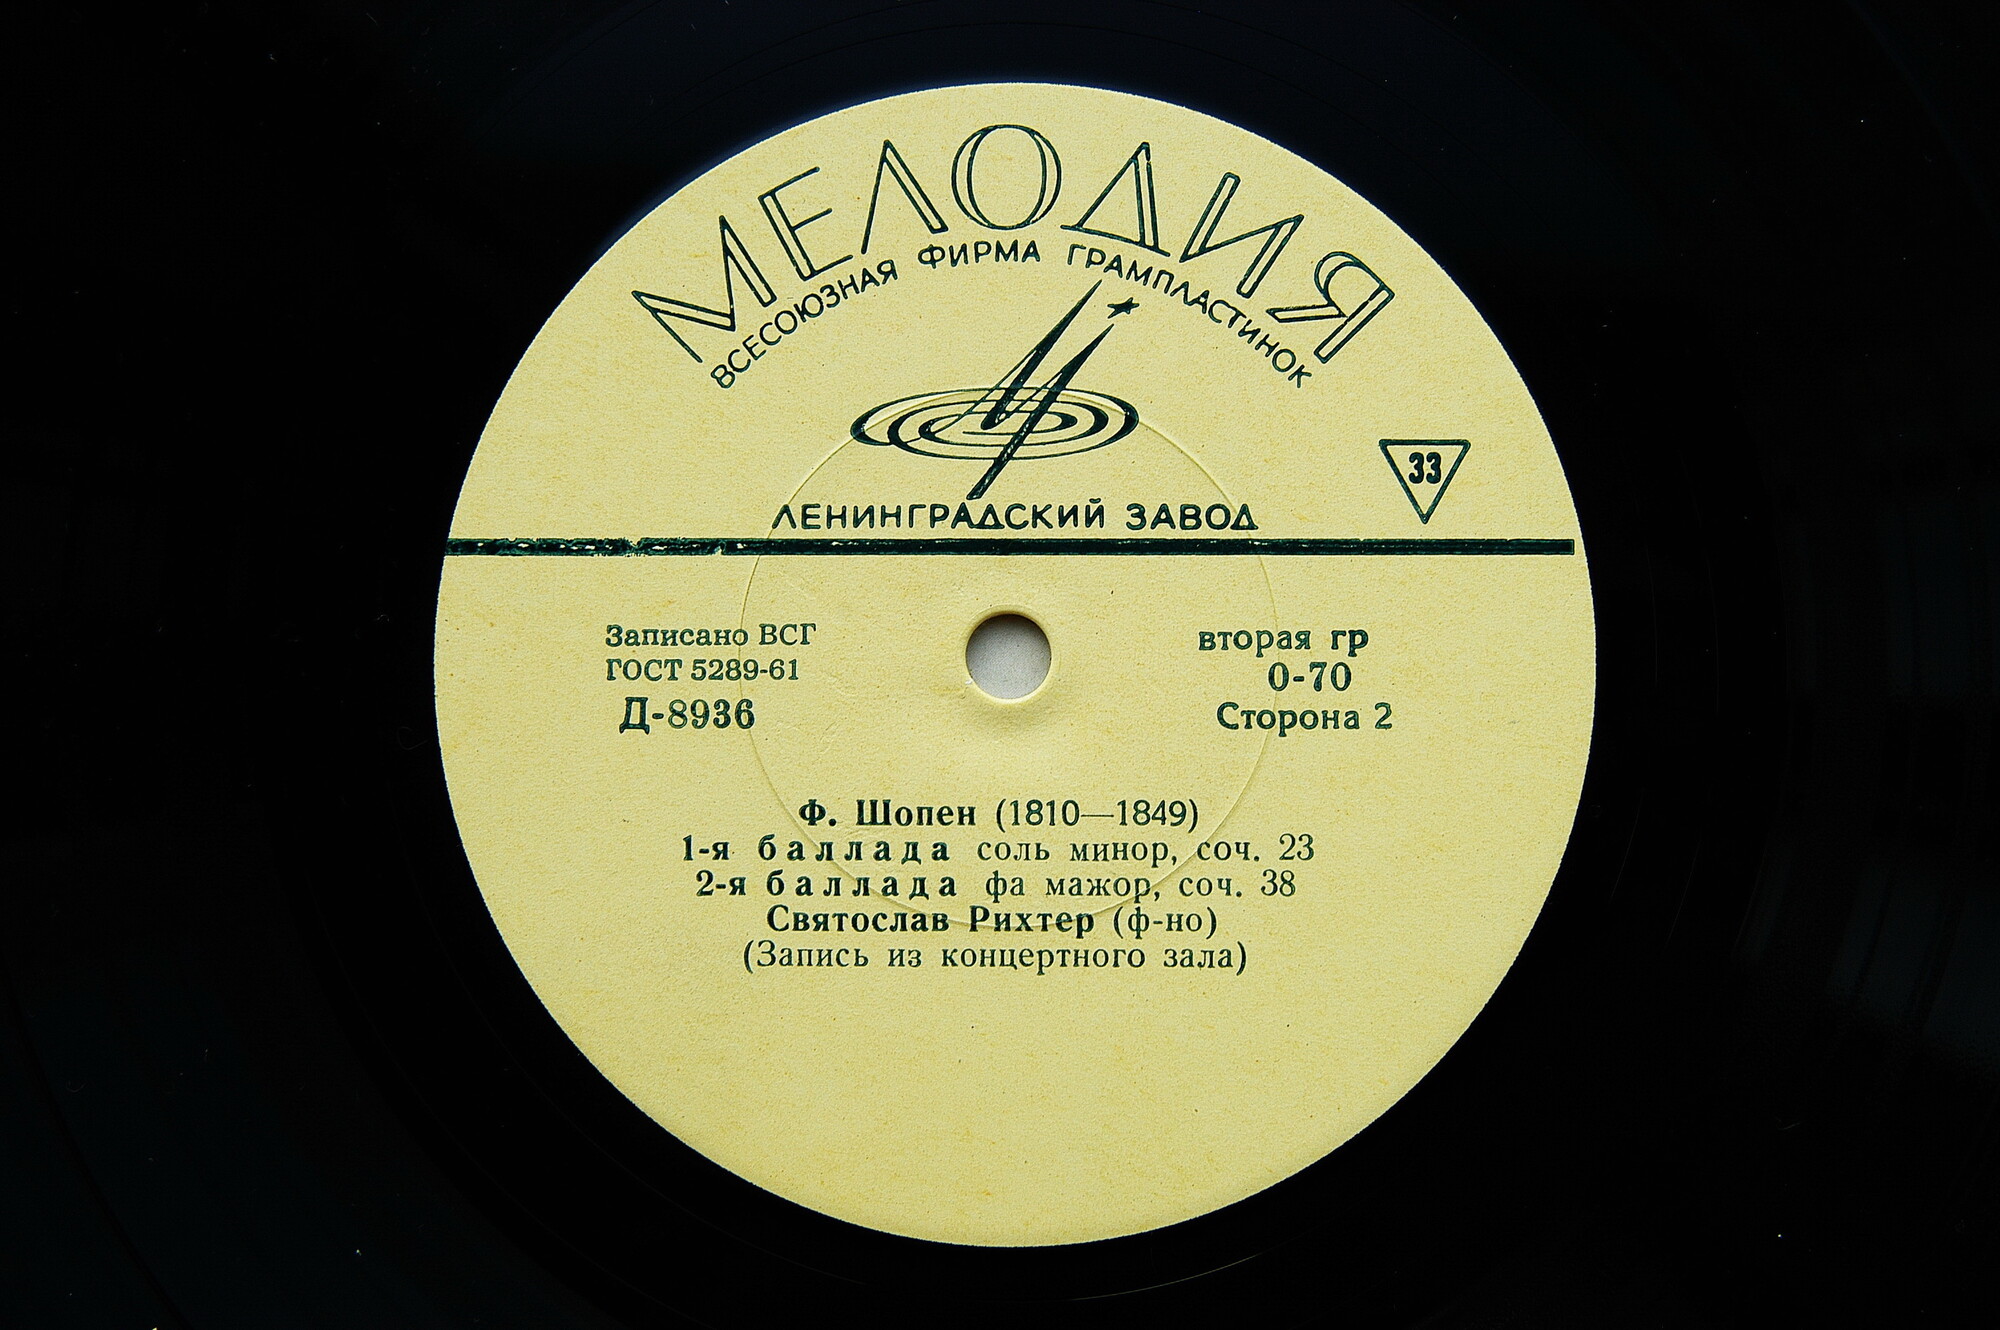 МЕЛОДИЯ
ВСЕСОЮЗНАЯ ФИРМА ГРАМПЛАСТИНОК
33
ЛЕНИНГРАДСКИЙ ЗАВОД
Записано ВСГ
ГОСТ 5289-61
Д-8936
вторая гр
0-70
Сторона 2
Ф. Шопен (1810—1849)
1-я баллада соль минор, соч. 23
2-я баллада фа мажор, соч. 38
Святослав Рихтер (ф-но)
(Запись из концертного зала)